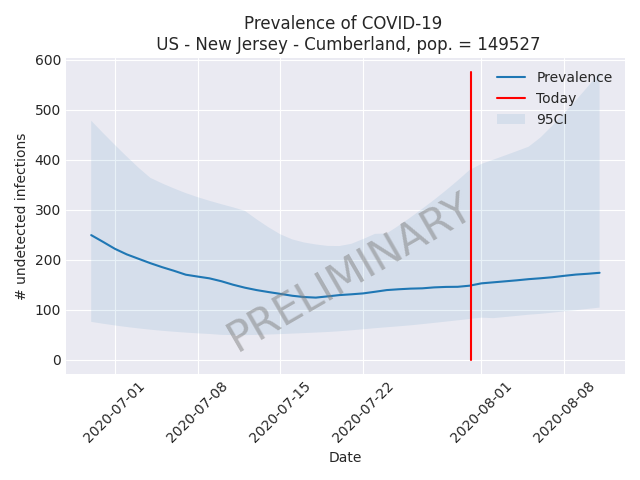 Prevalence of COVID-19
US - New Jersey - Cumberland, pop. = 149527
600
500
400
300
200
100
0
# undetected infections
Prevalence
Today
95CI
PRELIMINARY
2020-07-01
2020-07-08
2020-07-15
2020-07-22
2020-08-01
2020-08-08
Date